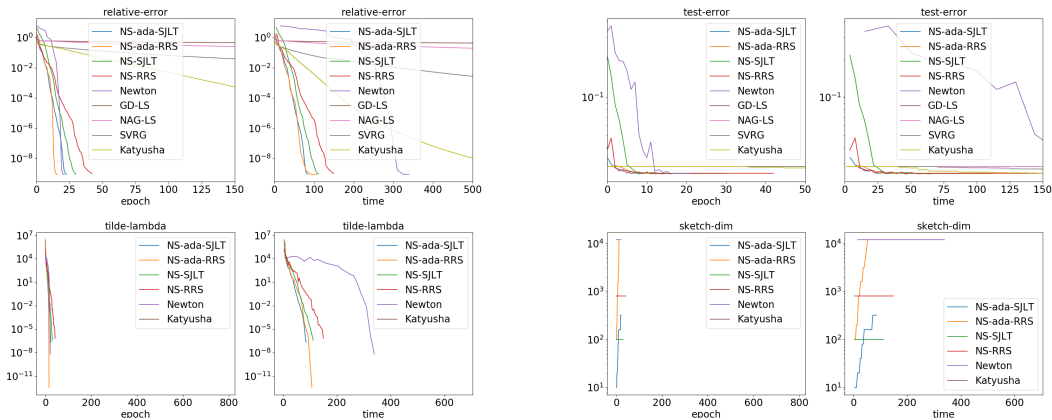 relative-error
NS-ada-SJLT
NS-ada-RRS
NS-SJLT
NS-RRS
Newton
GD-LS
NAG-LS
SVRG
Katyusha
10^0
10^-2
10^-4
10^-6
10^-8
0 50 100 150
epoch
relative-error
NS-ada-SJLT
NS-ada-RRS
NS-SJLT
NS-RRS
Newton
GD-LS
NAG-LS
SVRG
Katyusha
10^0
10^-2
10^-4
10^-6
10^-8
0 100 200 300 400 500
time
test-error
NS-ada-SJLT
NS-ada-RRS
NS-SJLT
NS-RRS
Newton
GD-LS
NAG-LS
SVRG
Katyusha
10^-1
0 10 20 30 40 50
epoch
test-error
NS-ada-SJLT
NS-ada-RRS
NS-SJLT
NS-RRS
Newton
GD-LS
NAG-LS
SVRG
Katyusha
10^-1
25 50 75 100 125 150
time
tilde-lambda
NS-ada-SJLT
NS-ada-RRS
NS-SJLT
NS-RRS
Newton
Katyusha
10^7
10^4
10^1
10^-2
10^-5
10^-8
10^-11
0 200 400 600 800
epoch
tilde-lambda
NS-ada-SJLT
NS-ada-RRS
NS-SJLT
NS-RRS
Newton
Katyusha
10^7
10^4
10^1
10^-2
10^-5
10^-8
10^-11
0 200 400 600
time
sketch-dim
NS-ada-SJLT
NS-ada-RRS
NS-SJLT
NS-RRS
Newton
Katyusha
10^4
10^3
10^2
10^1
0 200 400 600 800
epoch
sketch-dim
NS-ada-SJLT
NS-ada-RRS
NS-SJLT
NS-RRS
Newton
Katyusha
10^4
10^3
10^2
10^1
0 200 400 600
time